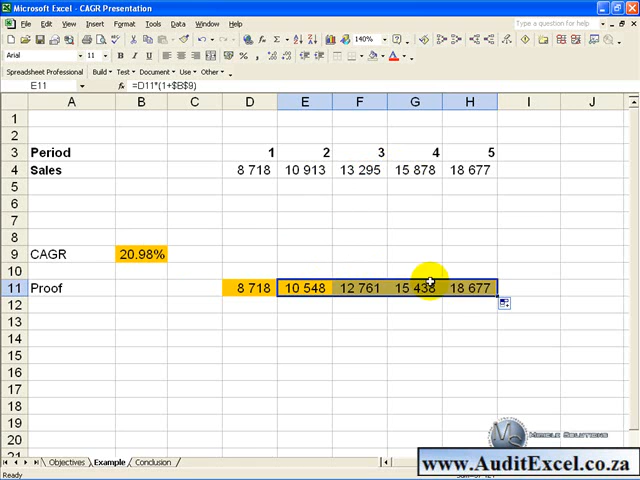 Microsoft Excel - CAGR Presentation
File Edit View Insert Format Tools Data Window Help
Type a question for help
140%
Arial 11 B I U
Spreadsheet Professional Build Test Document Use Other
E11 =D11*(1+$B$9)
A B C D E F G H I J
1
2
3 Period 1 2 3 4 5
4 Sales 8 718 10 913 13 295 15 878 18 677
5
6
7
8
9 CAGR 20.98%
10
11 Proof 8 718 10 548 12 761 15 438 18 677
12
13
14
15
16
17
18
19
20
21
www.AuditExcel.co.za
Objectives Example Conclusion
Ready